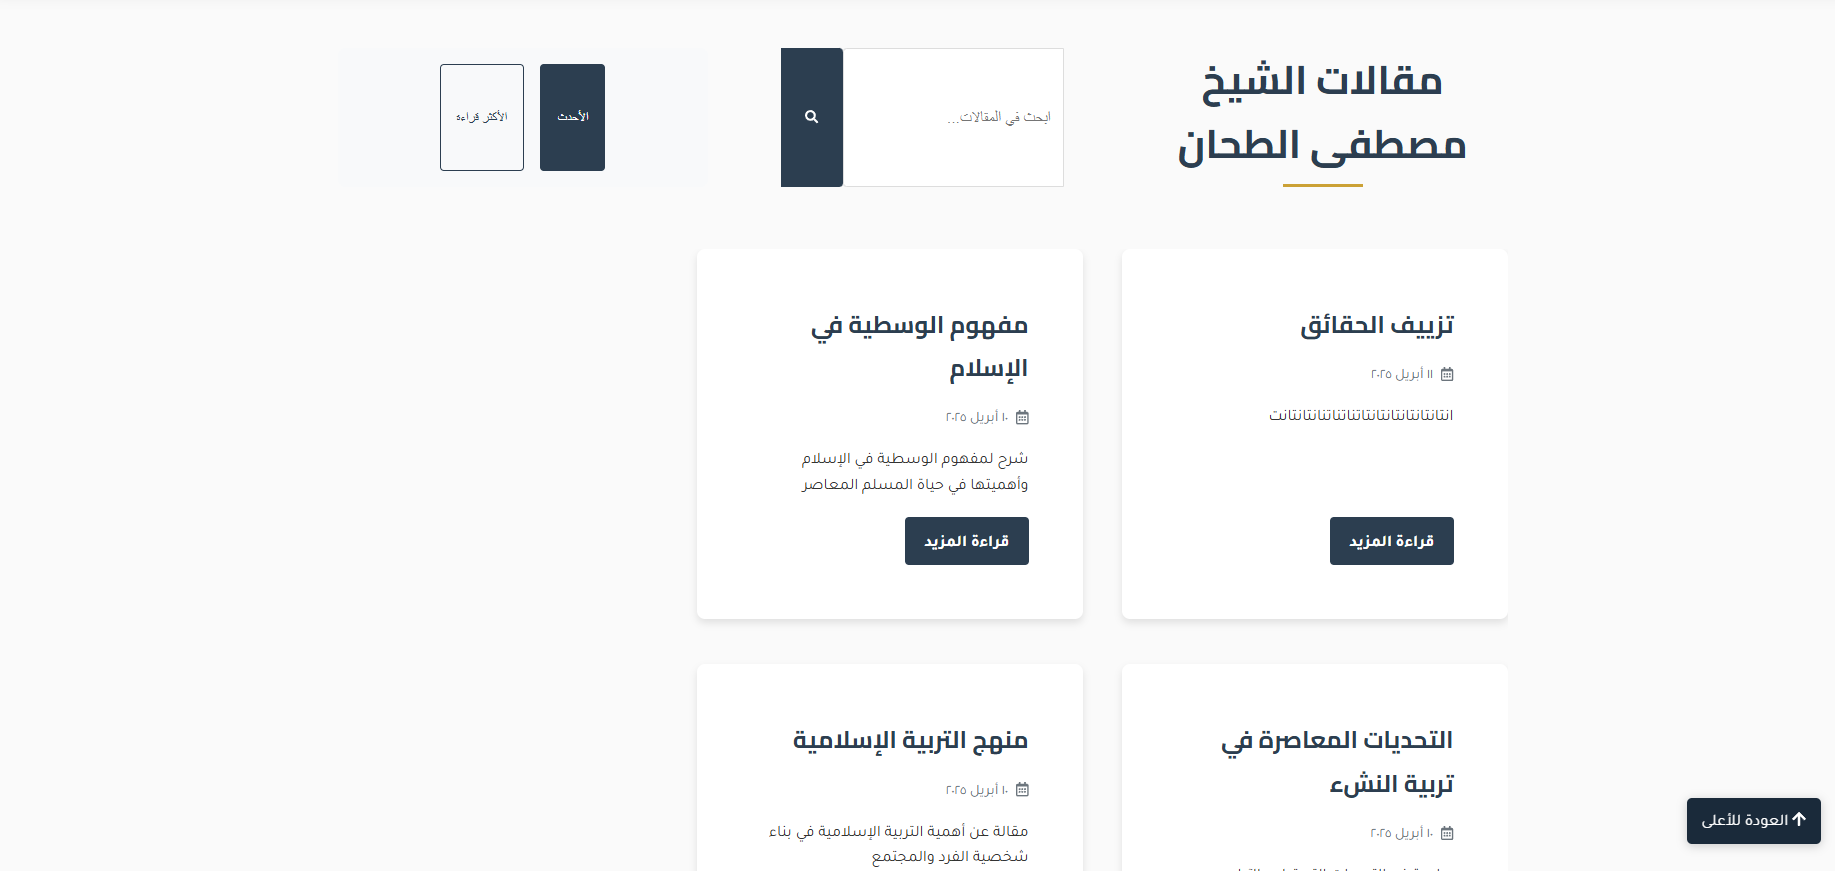 مقالات الشيخ
مصطفى الطحان
ابحث في المقالات...
الأحدث
الأكثر قراءة
تزييف الحقائق
١١ أبريل ٢٠٢٥
قراءة المزيد
مفهوم الوسطية في
الإسلام
١٠ أبريل ٢٠٢٥
شرح لمفهوم الوسطية في الإسلام
وأهميتها في حياة المسلم المعاصر
قراءة المزيد
التحديات المعاصرة في
تربية النشء
١٠ أبريل ٢٠٢٥
منهج التربية الإسلامية
١٠ أبريل ٢٠٢٥
مقالة عن أهمية التربية الإسلامية في بناء
شخصية الفرد والمجتمع
العودة للأعلى